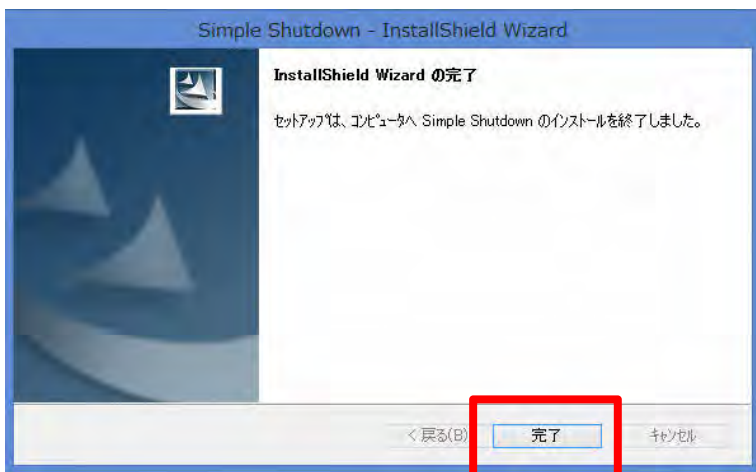 Simple Shutdown - InstallShield Wizard
InstallShield Wizard の完了
セットアップは、コンピュータへ Simple Shutdown のインストールを終了しました。
< 戻る(B)
完了
キャンセル